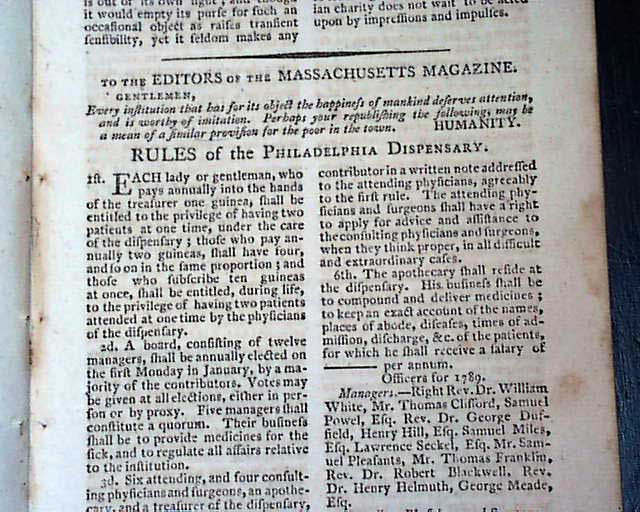 is out of its own sight ; and though
it would empty its purse for such an
occasional object as raises transient
sensibility, yet it seldom makes any
ian charity does not wait to be acted
upon by impressions and impulses.
TO THE EDITORS OF THE MASSACHUSETTS MAGAZINE.
GENTLEMEN,
Every institution that has for its object the happiness of mankind deserves attention,
and is worthy of imitation. Perhaps your republishing the following, may be
a mean of a similar provision for the poor in the town. HUMANITY.
RULES of the PHILADELPHIA DISPENSARY.
1st. EACH lady or gentleman, who
pays annually into the hands
of the treasurer one guinea, shall be
entitled to the privilege of having two
patients at one time, under the care
of the dispensary ; those who pay an-
nually two guineas, shall have four,
and so on in the same proportion ; and
those who subscribe ten guineas
at once, shall be entitled, during life,
to the privilege of having two patients
attended at one time by the physicians
of the dispensary.
2d. A board, consisting of twelve
managers, shall be annually elected on
the first Monday in January, by a ma-
jority of the contributors. Votes may
be given at all elections, either in per-
son or by proxy. Five managers shall
constitute a quorum. Their business
shall be to provide medicines for the
sick, and to regulate all affairs relative
to the institution.
3d. Six attending, and four consult-
ing physicians and surgeons, an apothe-
cary, and a treasurer of the dispensary,
contributor in a written note addressed
to the attending physicians, agreeably
to the first rule. The attending phy-
sicians and surgeons shall have a right
to apply for advice and assistance to
the consulting physicians and surgeons,
when they think proper, in all difficult
and extraordinary cases.
6th. The apothecary shall reside at
the dispensary. His business shall be
to compound and deliver medicines ;
to keep an exact account of the names,
places of abode, diseases, times of ad-
mission, discharge, &c. of the patients,
for which he shall receive a salary of
per annum.
Officers for 1789.
Managers.—Right Rev. Dr. William
White, Mr. Thomas Clifford, Samuel
Powel, Esq. Rev. Dr. George Duf-
field, Henry Hill, Esq. Samuel Miles,
Esq. Lawrence Seckel, Esq. Mr. Sam-
uel Pleasants, Mr. Thomas Franklin,
Rev. Dr. Robert Blackwell, Rev.
Dr. Henry Helmuth, George Meade,
Esq.